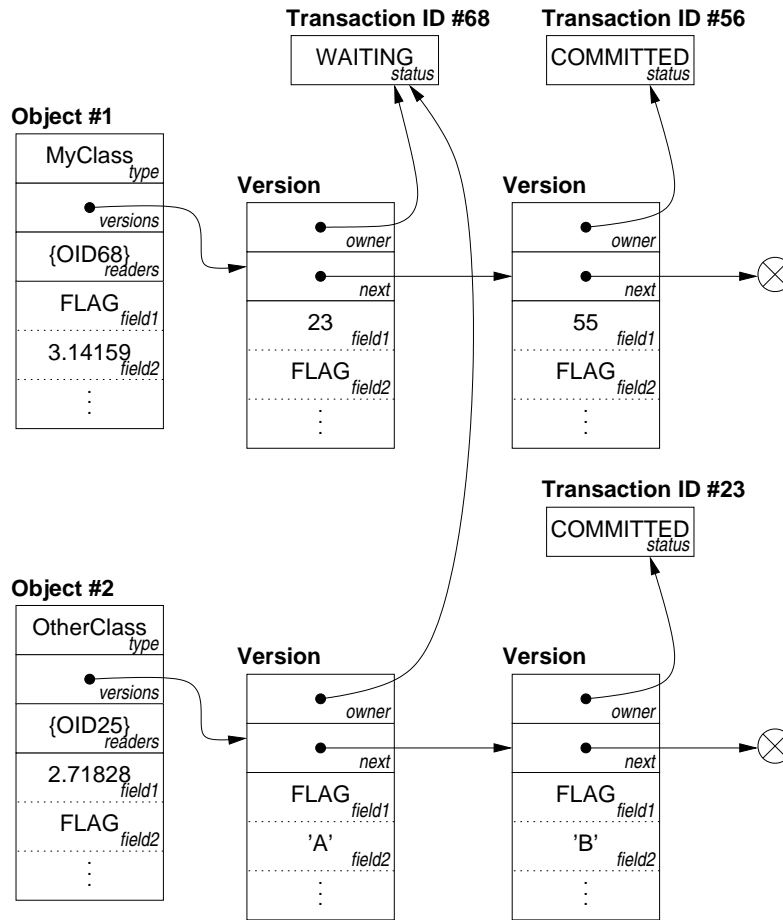 Transaction ID #68
Transaction ID #56
WAITING
status
COMMITTED
status
Object #1
MyClass
type
versions
{OID68}
readers
FLAG
field1
3.14159
field2
Version
owner
next
23
field1
FLAG
field2
Version
owner
next
55
field1
FLAG
field2
Transaction ID #23
COMMITTED
status
Object #2
OtherClass
type
versions
{OID25}
readers
2.71828
field1
FLAG
field2
Version
owner
next
FLAG
field1
'A'
field2
Version
owner
next
FLAG
field1
'B'
field2